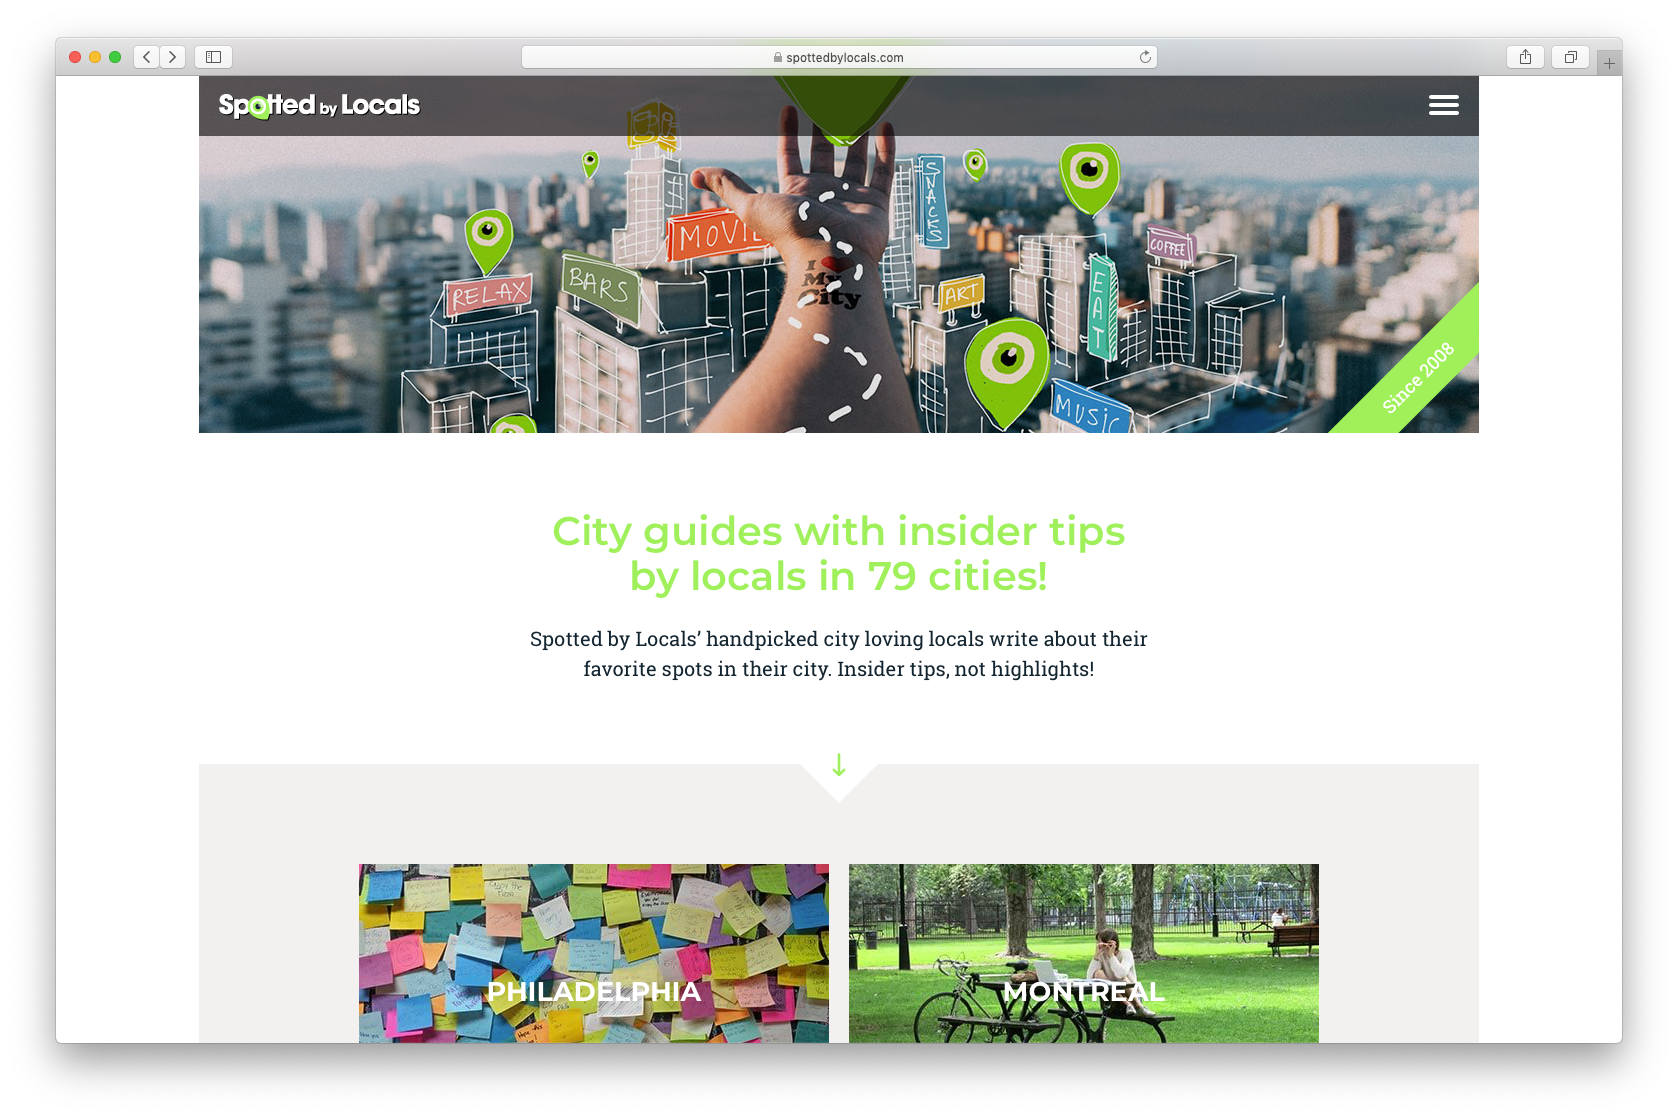 spottedbylocals.com
Spotted by Locals
SNACKS
MOVIE
COFFEE
BARS
RELAX
EAT
ART
I
My
City
MUSIC
Since 2008
City guides with insider tips
by locals in 79 cities!
Spotted by Locals’ handpicked city loving locals write about their
favorite spots in their city. Insider tips, not highlights!
PHILADELPHIA
MONTREAL